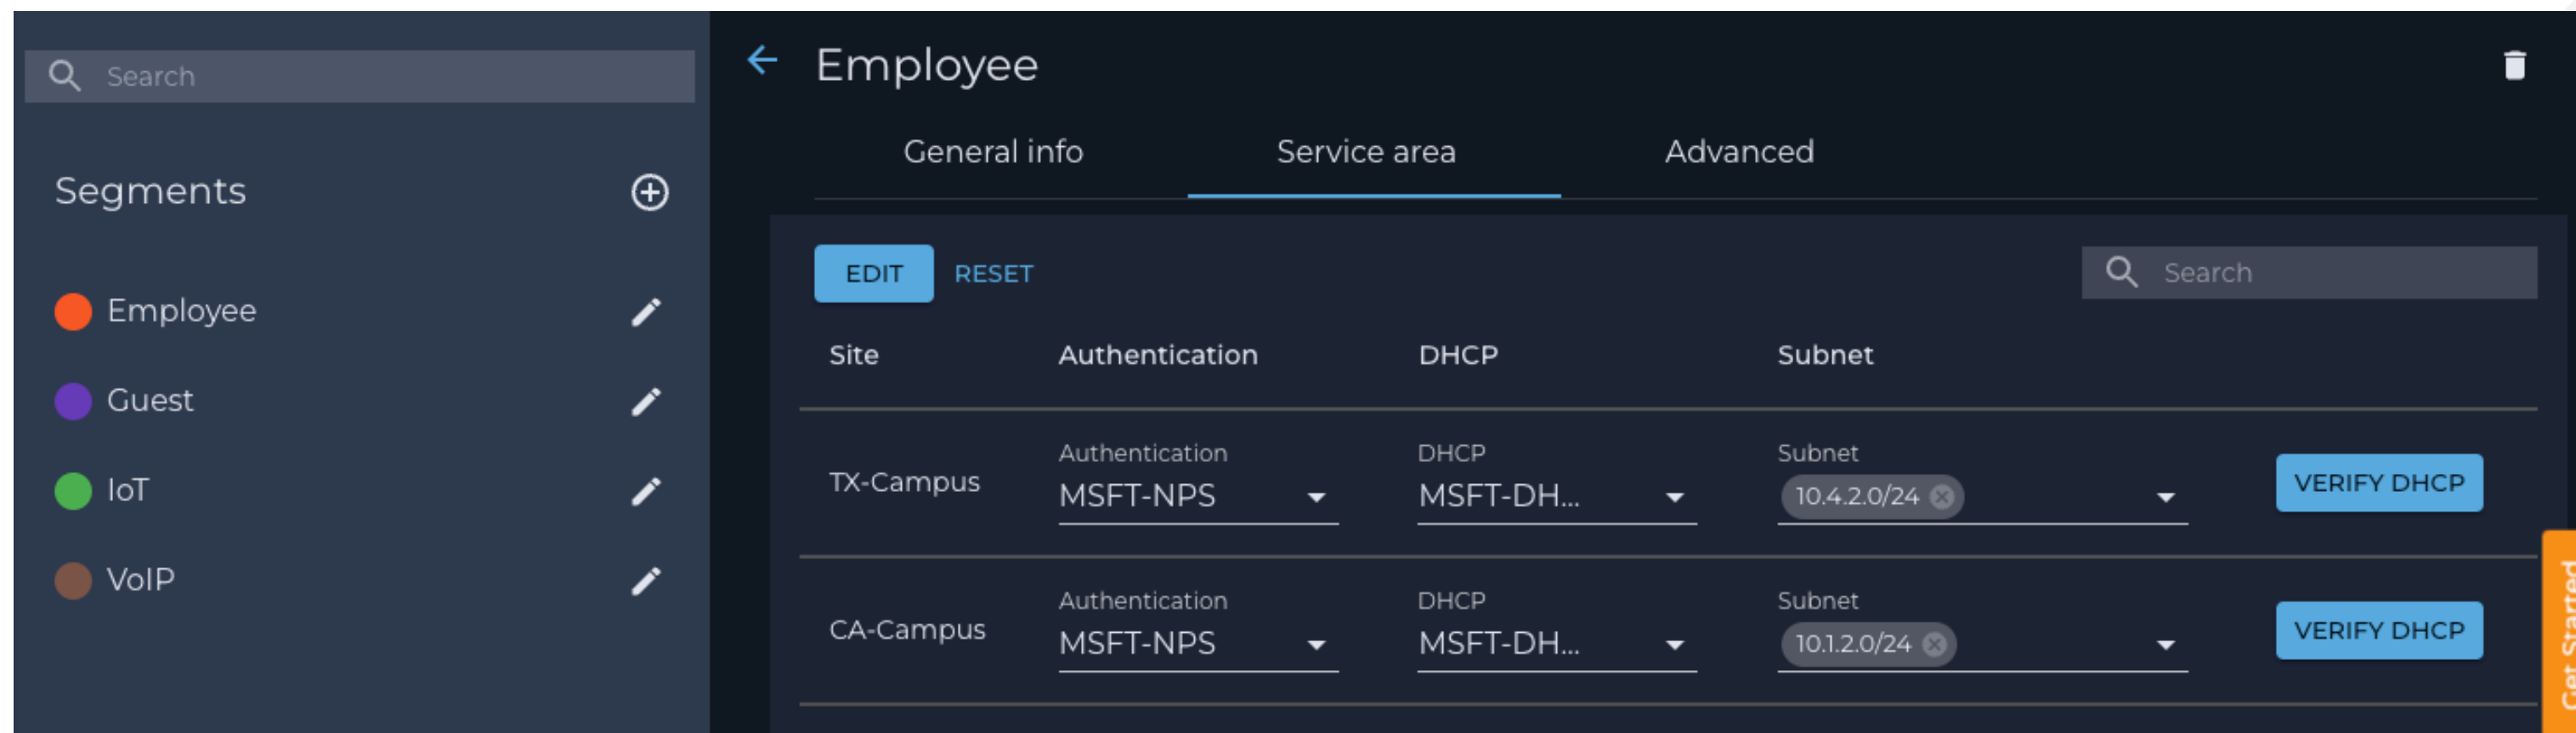 Search
Segments
Employee
Guest
IoT
VoIP
Employee
General info Service area Advanced
EDIT RESET Search
Site Authentication DHCP Subnet
Authentication DHCP Subnet
TX-Campus MSFT-NPS MSFT-DH... 10.4.2.0/24 VERIFY DHCP
Authentication DHCP Subnet
CA-Campus MSFT-NPS MSFT-DH... 10.1.2.0/24 VERIFY DHCP
Get Started